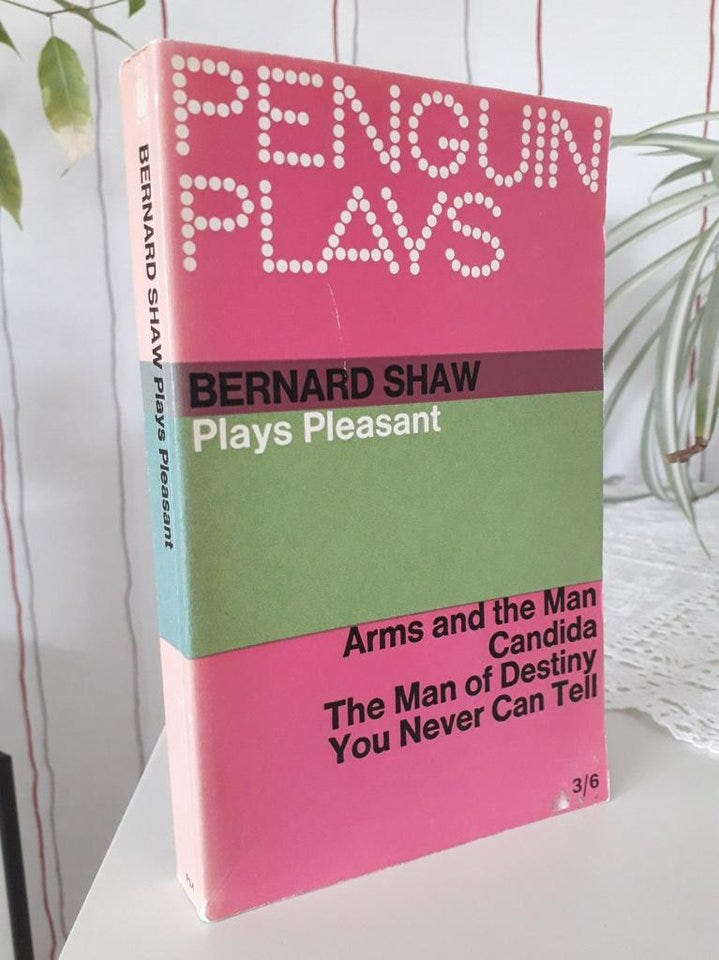 PENGUIN
PLAYS
BERNARD SHAW
Plays Pleasant
Arms and the Man
Candida
The Man of Destiny
You Never Can Tell
3/6
BERNARD SHAW Plays Pleasant